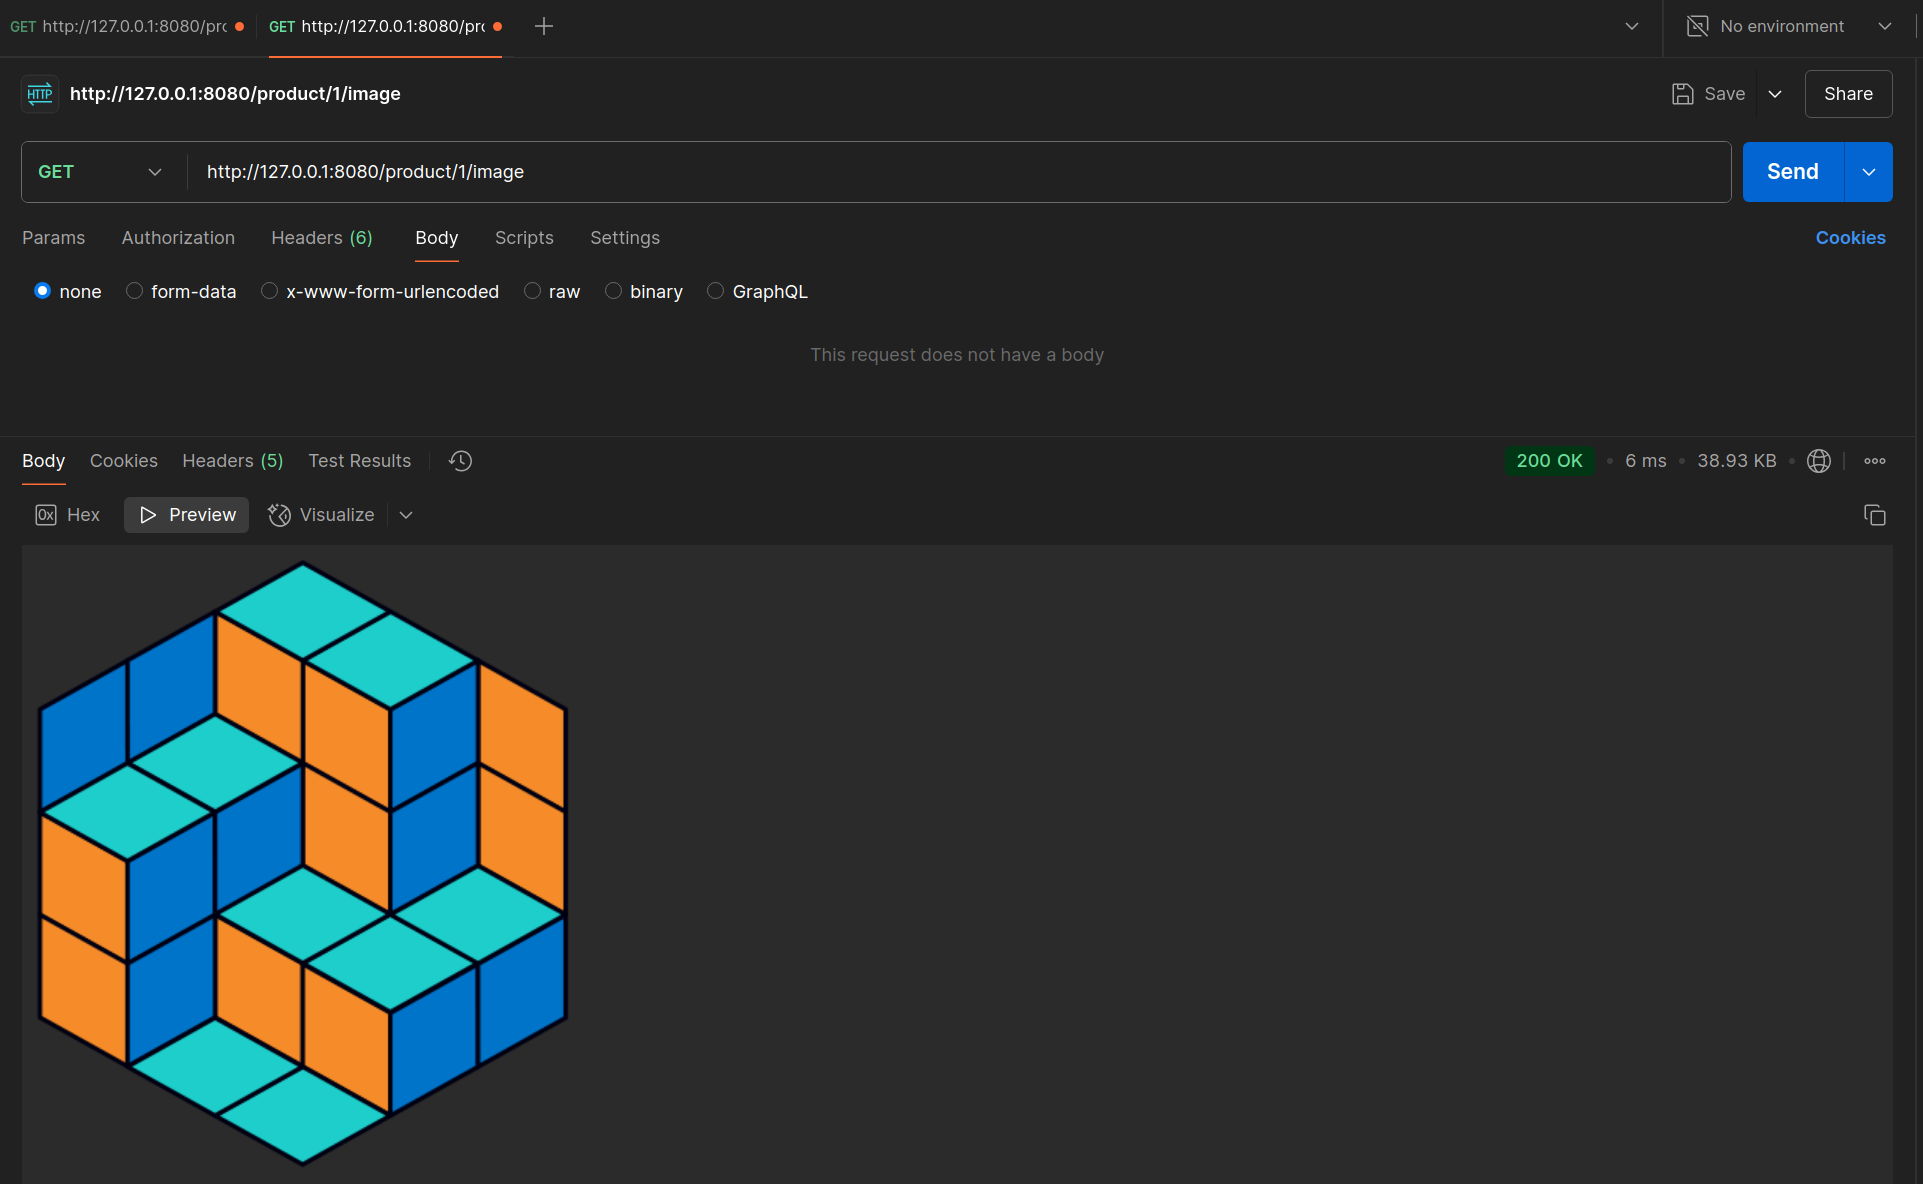 GET http://127.0.0.1:8080/pro GET http://127.0.0.1:8080/pro No environment
HTTP http://127.0.0.1:8080/product/1/image Save Share
GET http://127.0.0.1:8080/product/1/image Send
Params Authorization Headers (6) Body Scripts Settings Cookies
none form-data x-www-form-urlencoded raw binary GraphQL
This request does not have a body
Body Cookies Headers (5) Test Results 200 OK 6 ms 38.93 KB
0x Hex Preview Visualize